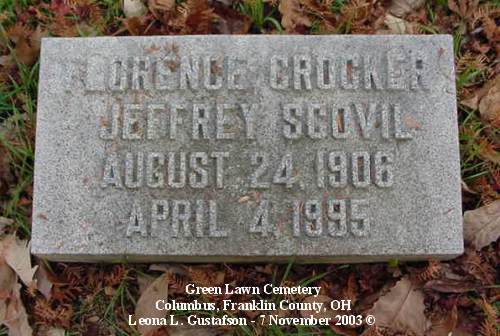 FLORENCE CROCKER
JEFFREY SCOVIL
AUGUST 24, 1906
APRIL 4, 1995
Green Lawn Cemetery
Columbus, Franklin County, OH
Leona L. Gustafson - 7 November 2003 ©